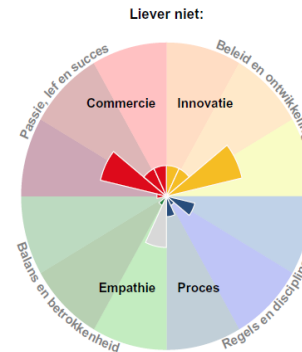 Liever niet:
Passie, lef en succes
Beleid en ontwikkeling
Commercie
Innovatie
Empathie
Proces
Balans en betrokkenheid
Regels en discipline